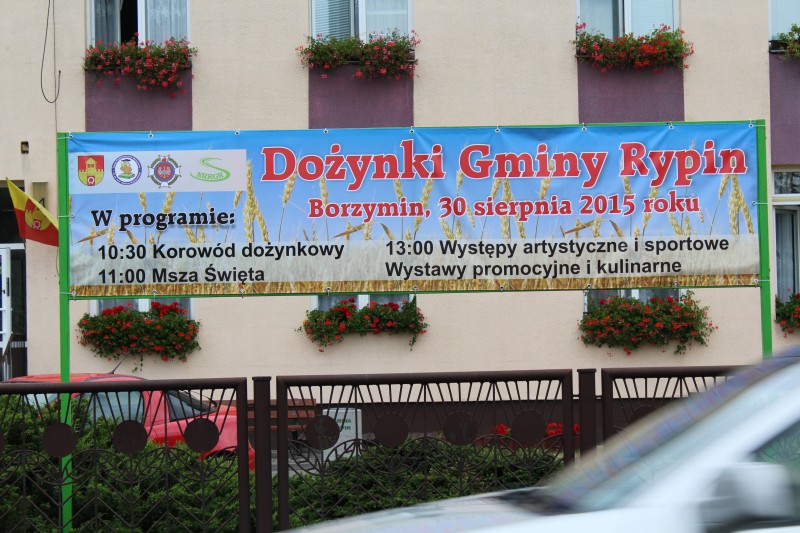 Dożynki Gminy Rypin
Borzymin, 30 sierpnia 2015 roku
W programie:
10:30 Korowód dożynkowy
11:00 Msza Święta
13:00 Występy artystyczne i sportowe
Wystawy promocyjne i kulinarne